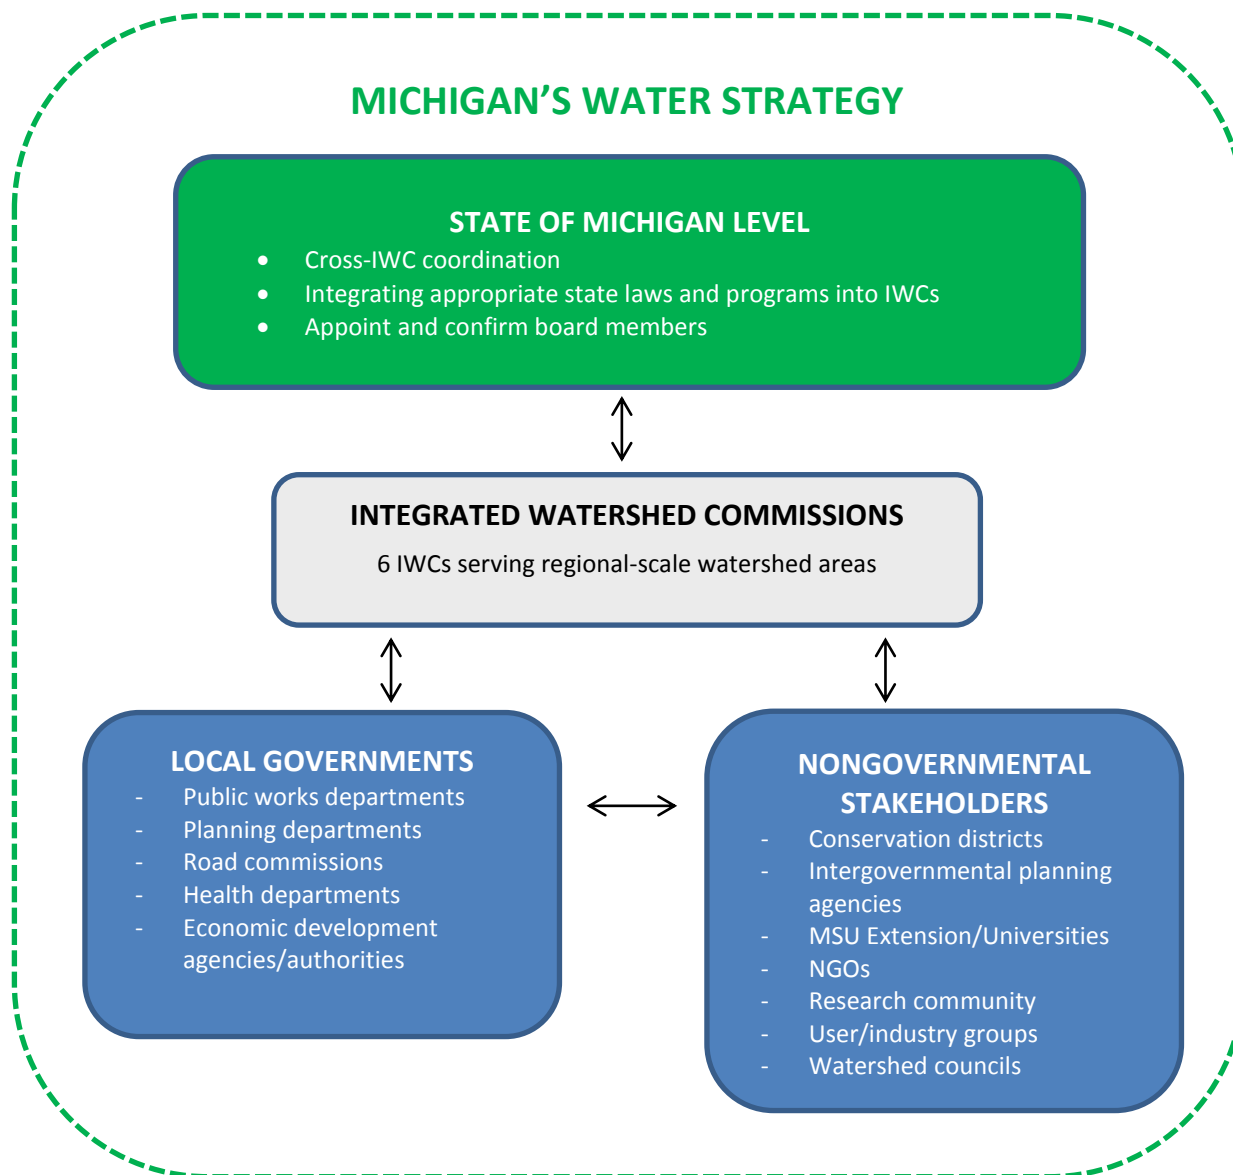 MICHIGAN’S WATER STRATEGY
STATE OF MICHIGAN LEVEL
• Cross-IWC coordination
• Integrating appropriate state laws and programs into IWCs
• Appoint and confirm board members
INTEGRATED WATERSHED COMMISSIONS
6 IWCs serving regional-scale watershed areas
LOCAL GOVERNMENTS
- Public works departments
- Planning departments
- Road commissions
- Health departments
- Economic development
agencies/authorities
NONGOVERNMENTAL
STAKEHOLDERS
- Conservation districts
- Intergovernmental planning
agencies
- MSU Extension/Universities
- NGOs
- Research community
- User/industry groups
- Watershed councils